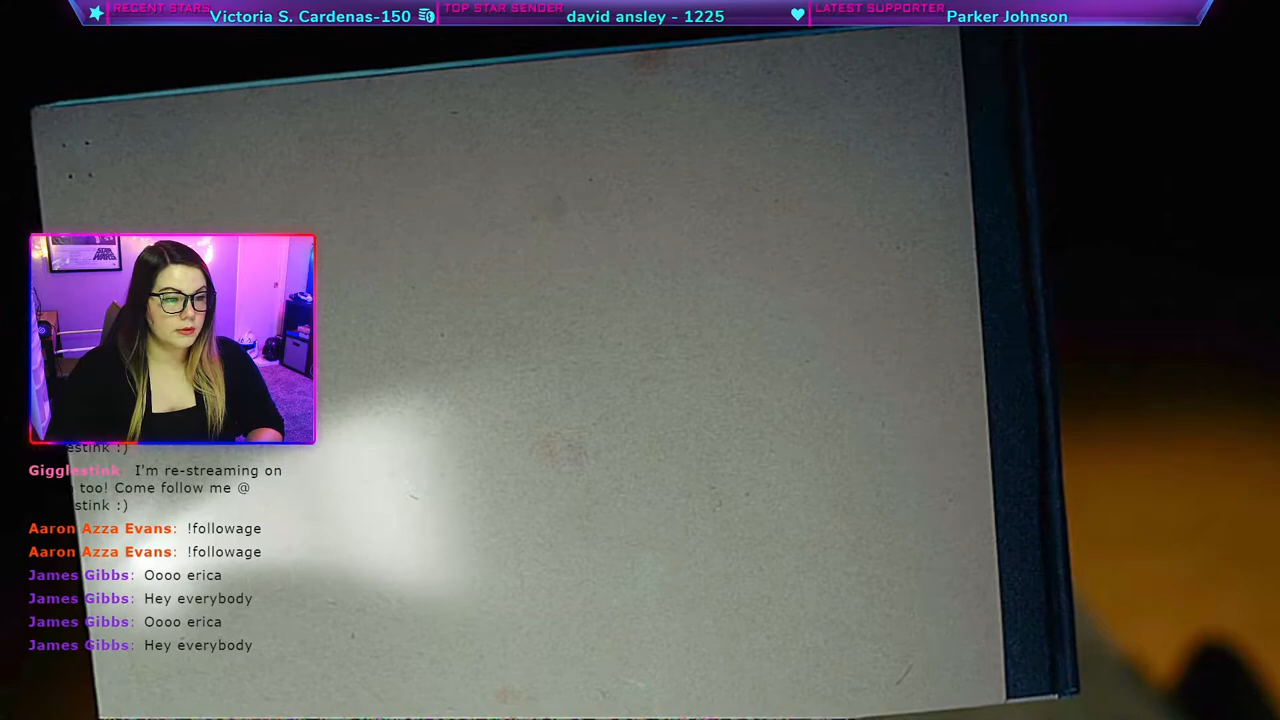 RECENT STARS
Victoria S. Cardenas-150
TOP STAR SENDER
david ansley - 1225
LATEST SUPPORTER
Parker Johnson
STAR
WARS
estink :)
Gigglestink I'm re-streaming on
too! Come follow me @
stink :)
Aaron Azza Evans: !followage
Aaron Azza Evans: !followage
James Gibbs: Oooo erica
James Gibbs: Hey everybody
James Gibbs: Oooo erica
James Gibbs: Hey everybody